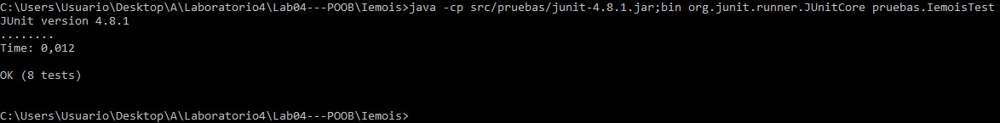 C:\Users\Usuario\Desktop\A\Laboratorio4\Lab04---POOB\Iemois>java -cp src/pruebas/junit-4.8.1.jar;bin org.junit.runner.JUnitCore pruebas.IemoisTest
JUnit version 4.8.1
........
Time: 0,012
OK (8 tests)
C:\Users\Usuario\Desktop\A\Laboratorio4\Lab04---POOB\Iemois>